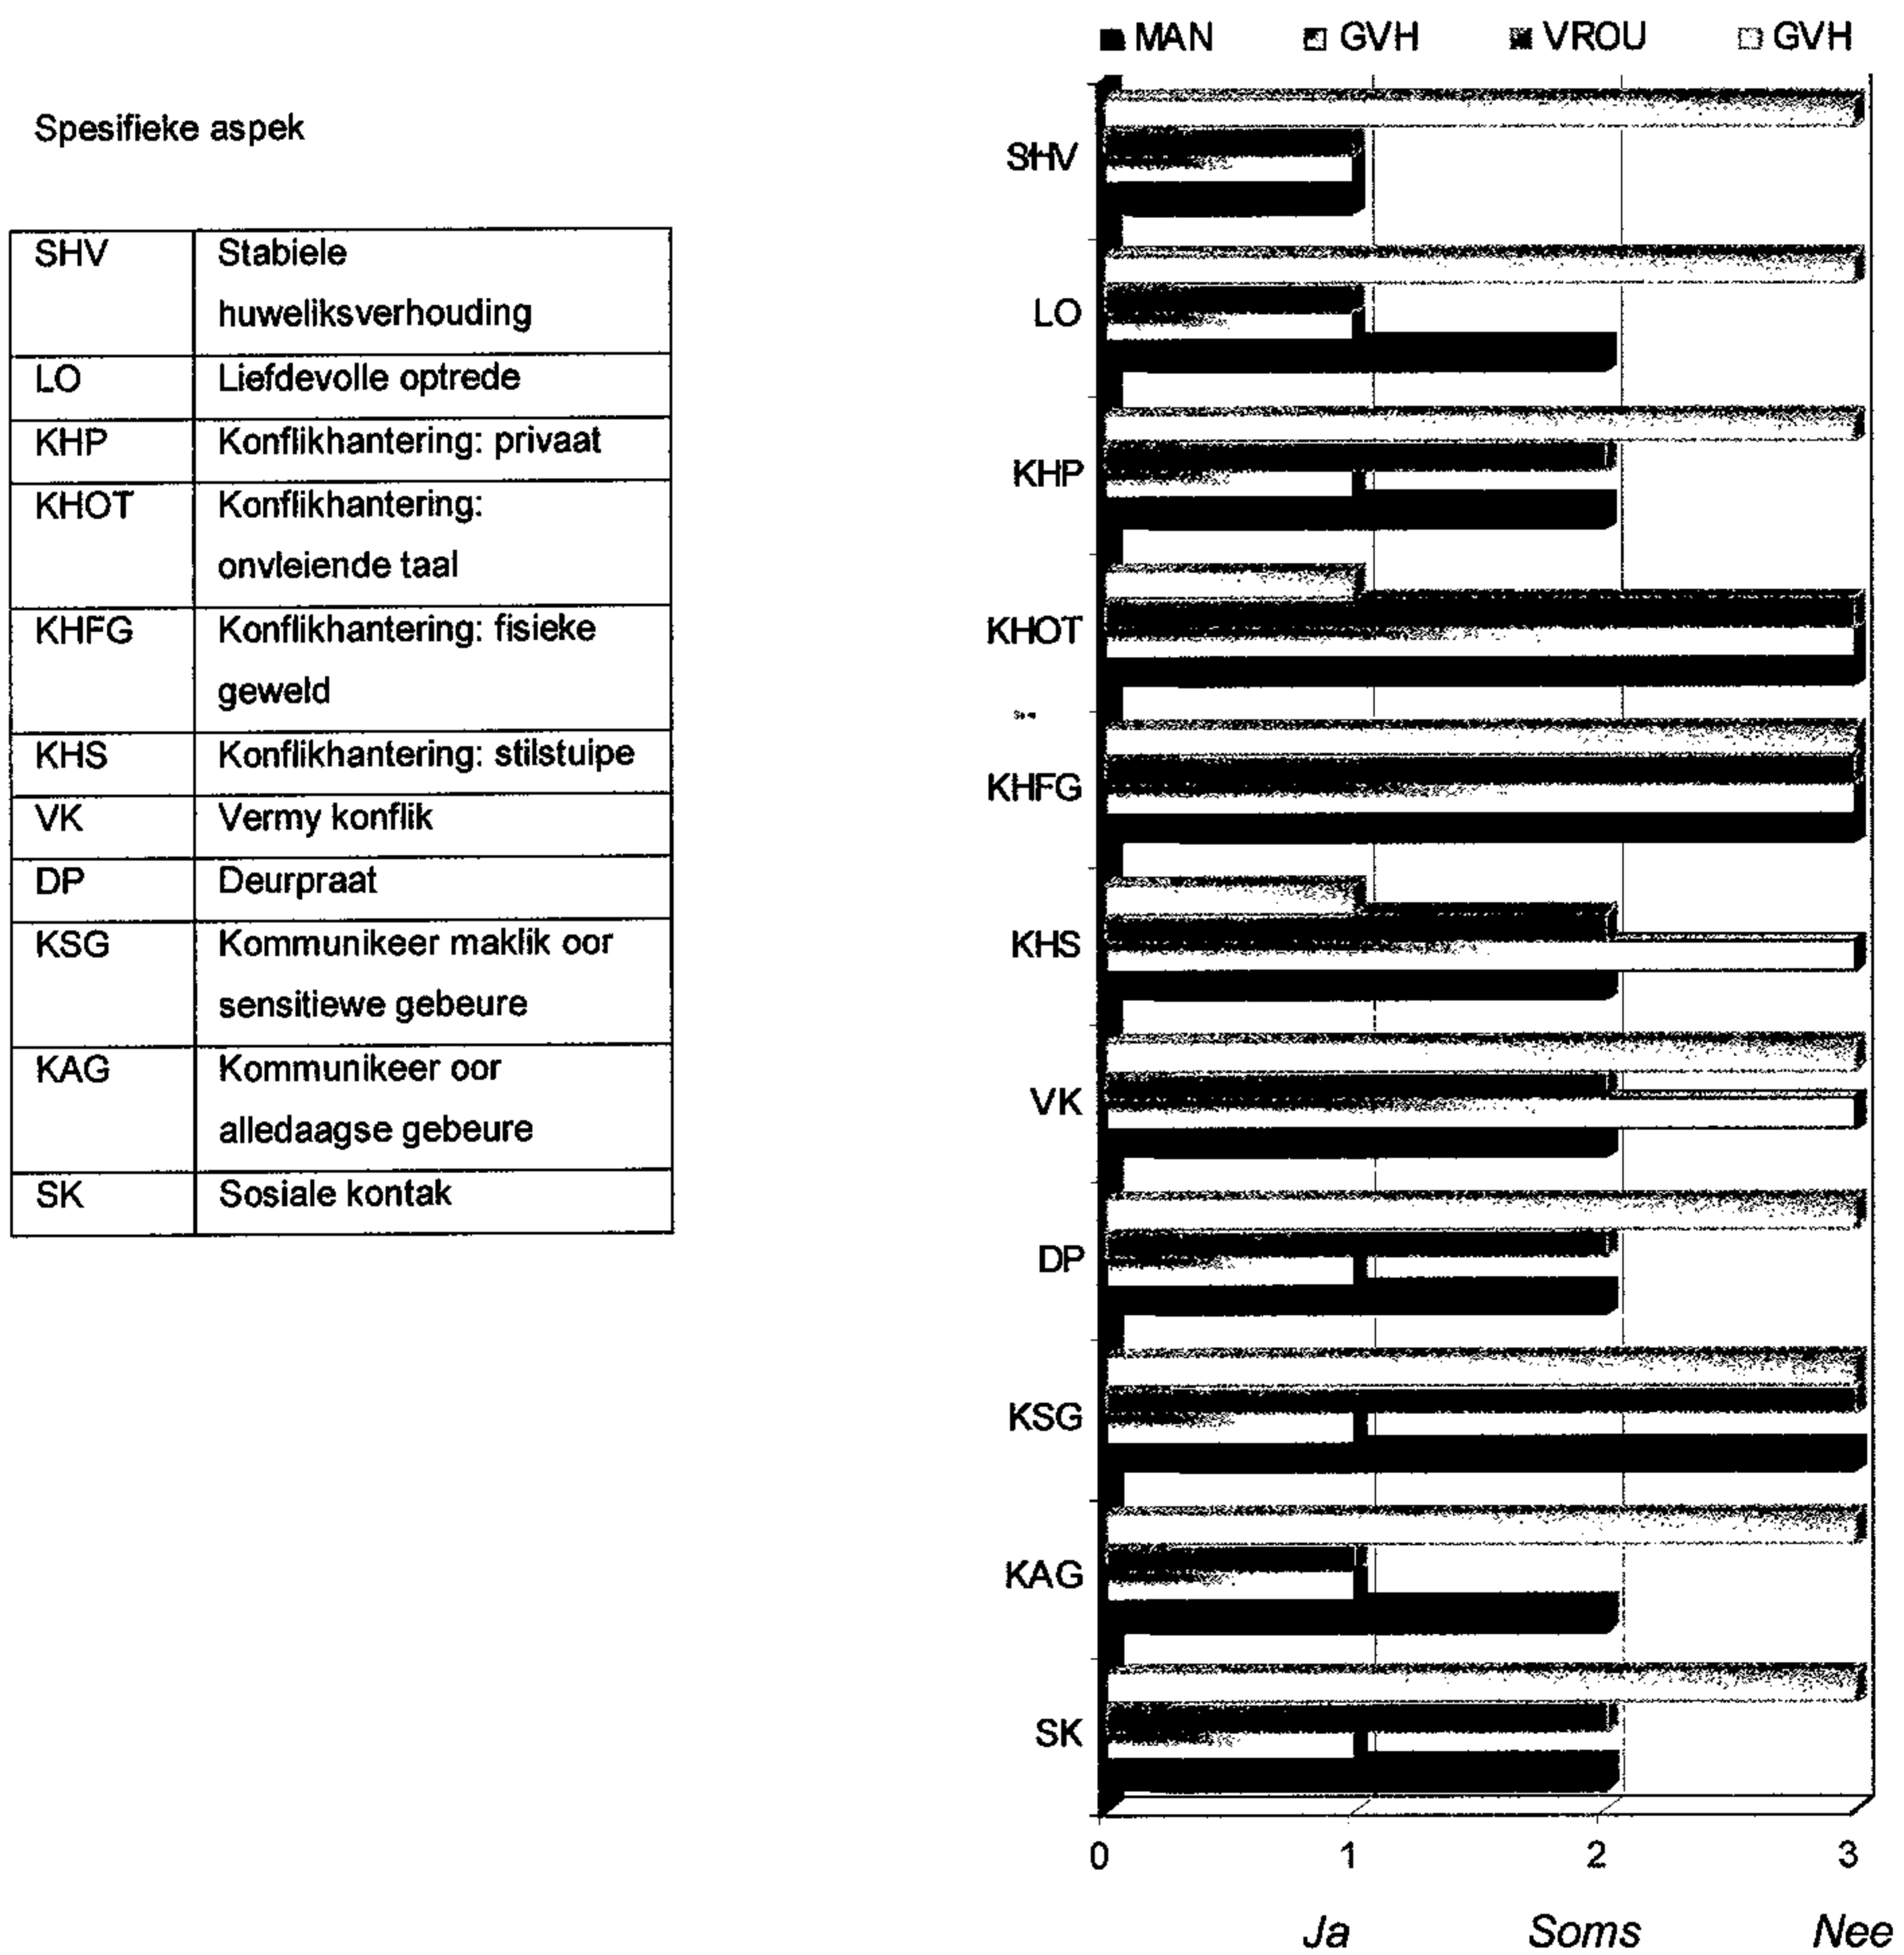 Spesifieke aspek
SHV Stabiele
huweliksverhouding
LO Liefdevolle optrede
KHP Konflikhantering: privaat
KHOT Konflikhantering:
onvleiende taal
KHFG Konflikhantering: fisieke
geweld
KHS Konflikhantering: stilstuipe
VK Vermy konflik
DP Deurpraat
KSG Kommunikeer maklik oor
sensitiewe gebeure
KAG Kommunikeer oor
alledaagse gebeure
SK Sosiale kontak
MAN GVH VROU GVH
SHV
LO
KHP
KHOT
KHFG
KHS
VK
DP
KSG
KAG
SK
0 1 2 3
Ja Soms Nee